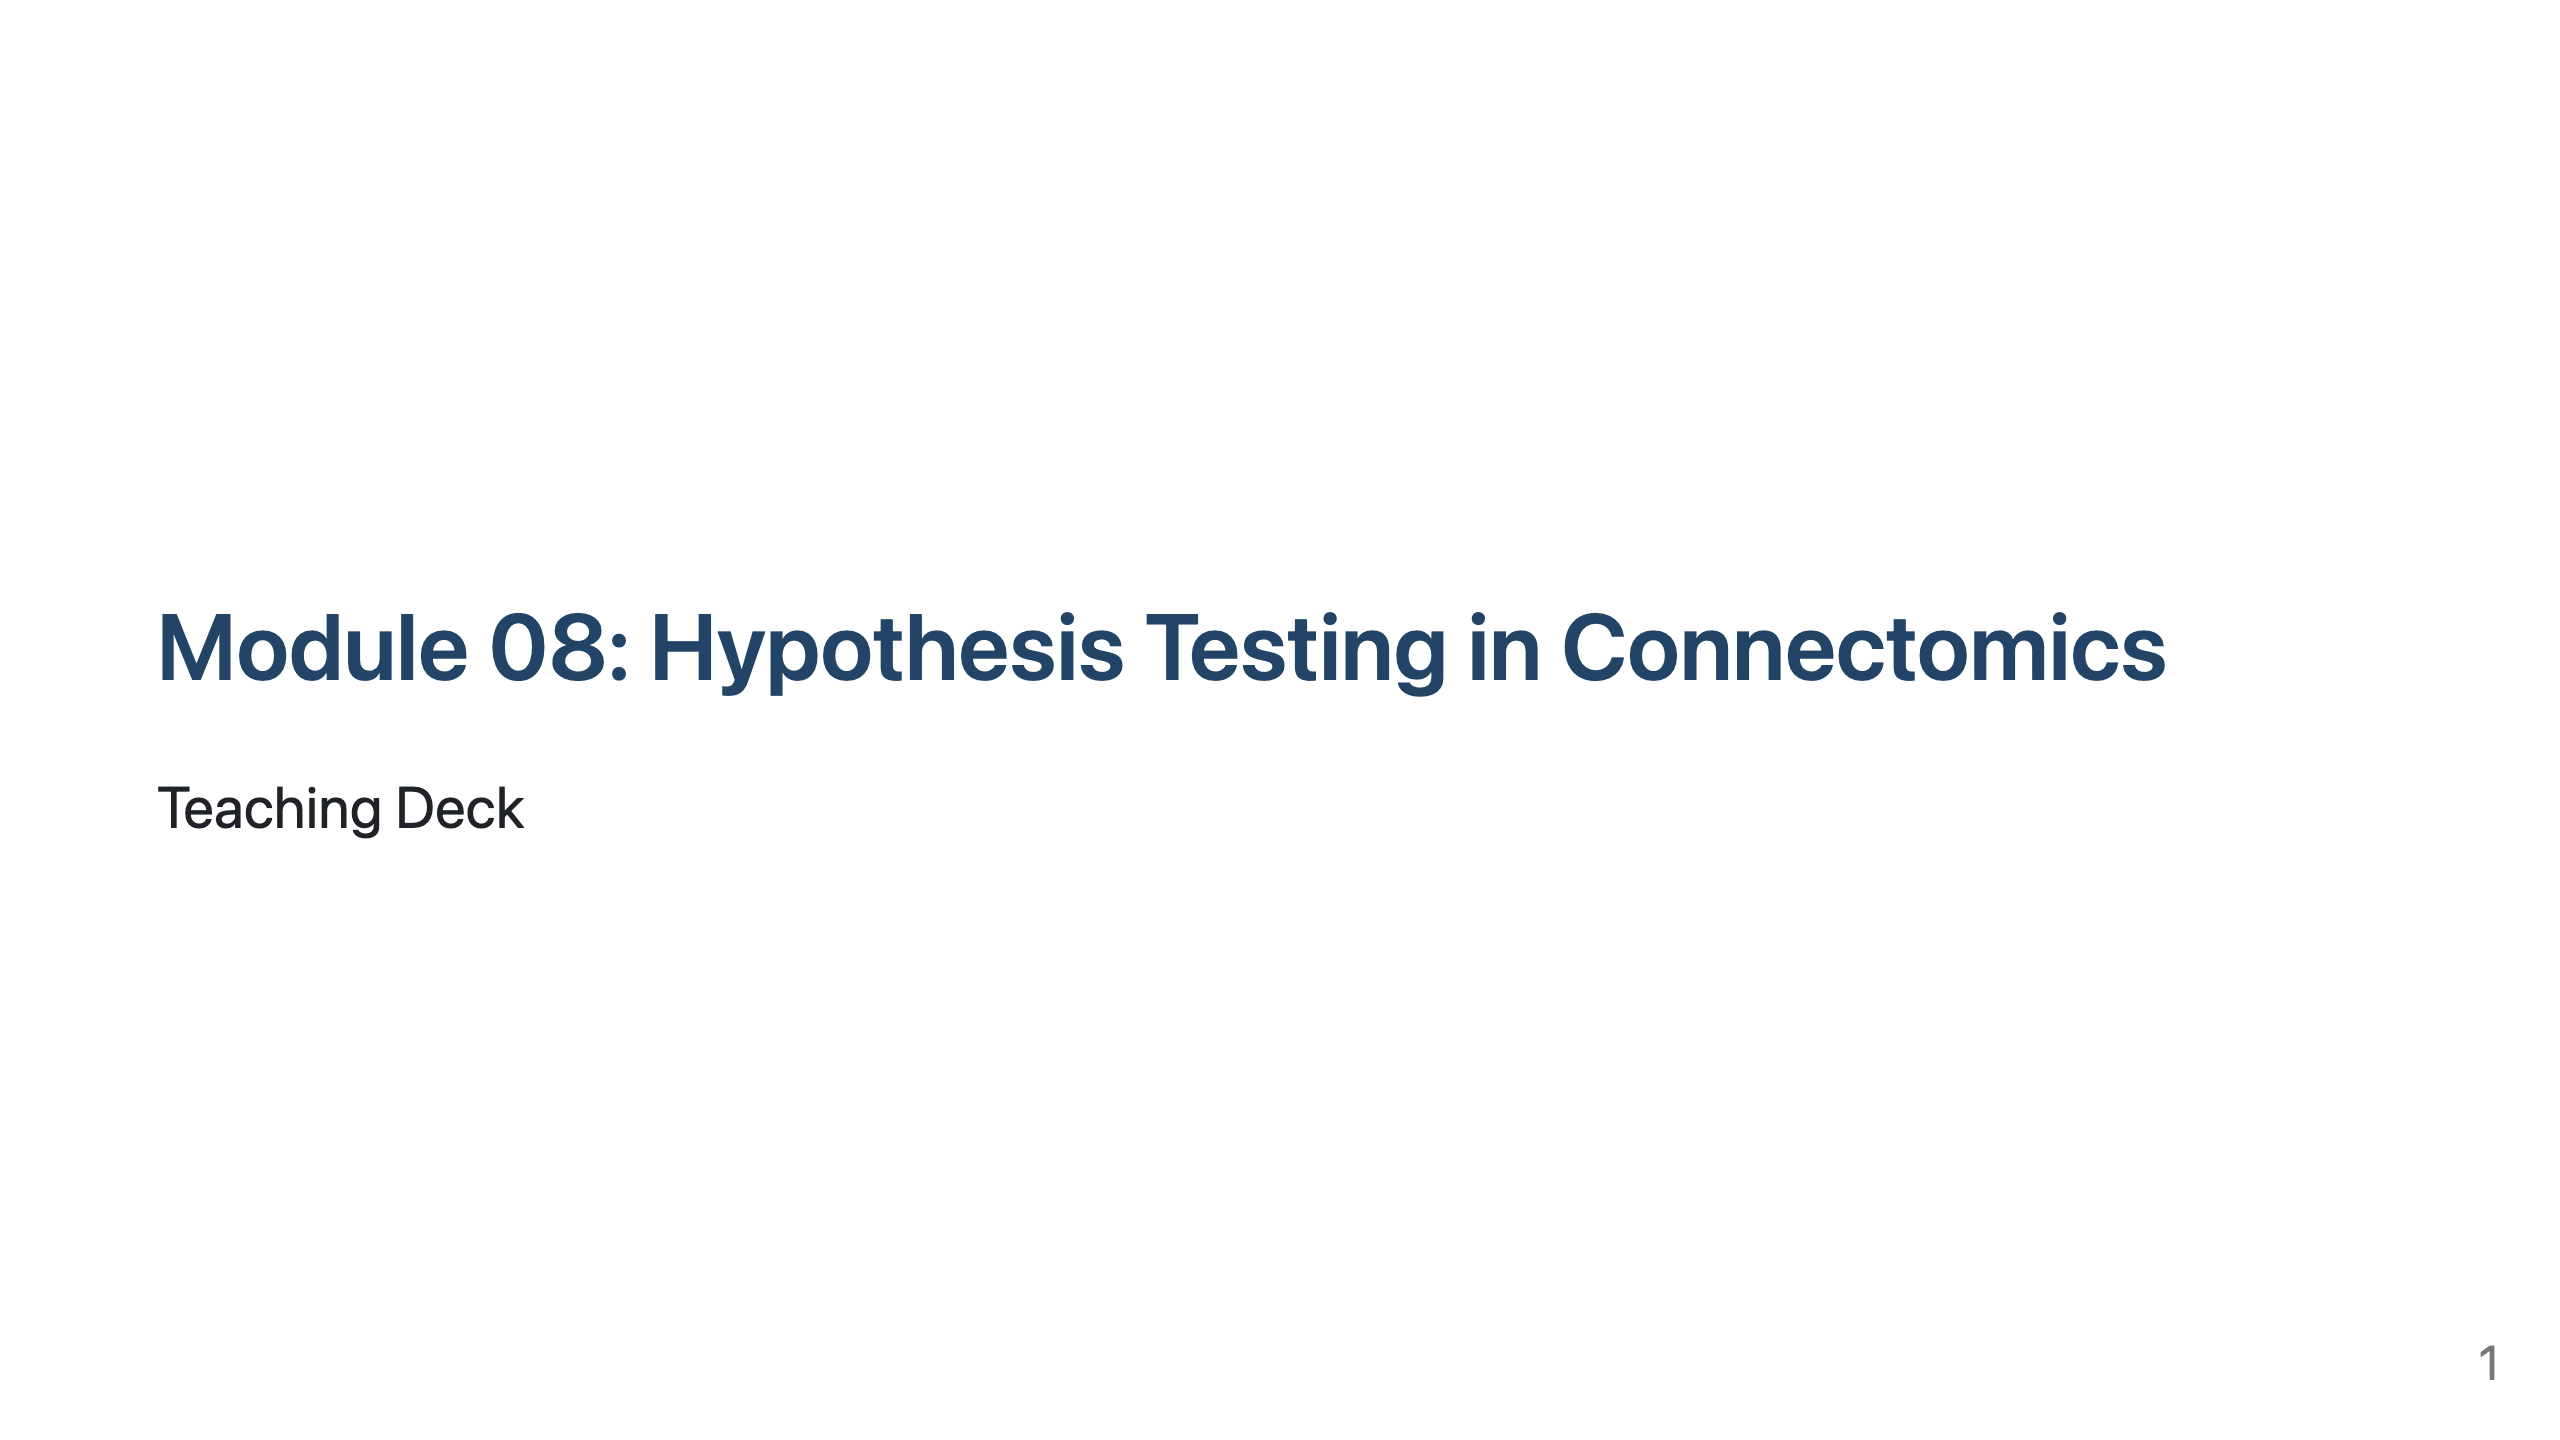 Module 08: Hypothesis Testing in Connectomics
Teaching Deck
1